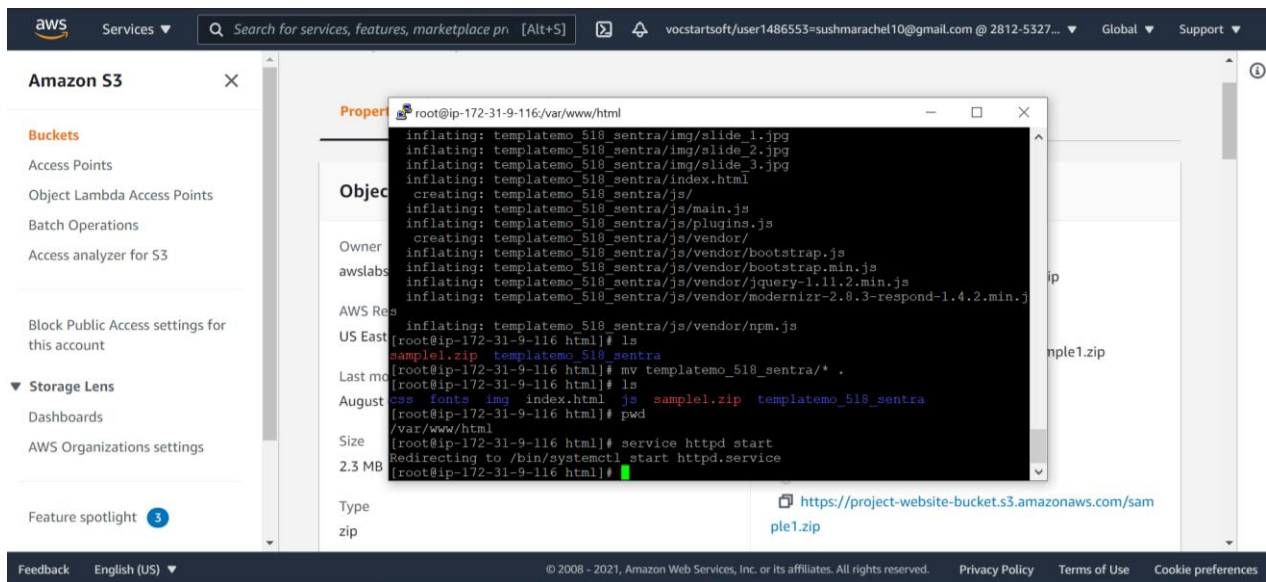 aws Services ▼ Search for services, features, marketplace pr [Alt+S] vocstartsoft/user1486553=sushmarachel10@gmail.com @ 2812-5327... ▼ Global ▼ Support ▼
Amazon S3
Buckets
Access Points
Object Lambda Access Points
Batch Operations
Access analyzer for S3
Block Public Access settings for
this account
▼ Storage Lens
Dashboards
AWS Organizations settings
Feature spotlight 3
Propert
Objec
Owner
awslabs
AWS Re
US East
Last mo
August
Size
2.3 MB
Type
zip
root@ip-172-31-9-116:/var/www/html
inflating: templatemo_518_sentra/img/slide_1.jpg
inflating: templatemo_518_sentra/img/slide_2.jpg
inflating: templatemo_518_sentra/img/slide_3.jpg
inflating: templatemo_518_sentra/index.html
creating: templatemo_518_sentra/js/
inflating: templatemo_518_sentra/js/main.js
inflating: templatemo_518_sentra/js/plugins.js
creating: templatemo_518_sentra/js/vendor/
inflating: templatemo_518_sentra/js/vendor/bootstrap.js
inflating: templatemo_518_sentra/js/vendor/bootstrap.min.js
inflating: templatemo_518_sentra/js/vendor/jquery-1.11.2.min.js
inflating: templatemo_518_sentra/js/vendor/modernizr-2.8.3-respond-1.4.2.min.j
s
inflating: templatemo_518_sentra/js/vendor/npm.js
[root@ip-172-31-9-116 html]# ls
sample1.zip templatemo_518_sentra
[root@ip-172-31-9-116 html]# mv templatemo_518_sentra/* .
[root@ip-172-31-9-116 html]# ls
css fonts img index.html js sample1.zip templatemo_518_sentra
[root@ip-172-31-9-116 html]# pwd
/var/www/html
[root@ip-172-31-9-116 html]# service httpd start
Redirecting to /bin/systemctl start httpd.service
[root@ip-172-31-9-116 html]#
ip
mple1.zip
https://project-website-bucket.s3.amazonaws.com/sam
ple1.zip
Feedback English (US) ▼ © 2008 - 2021, Amazon Web Services, Inc. or its affiliates. All rights reserved. Privacy Policy Terms of Use Cookie preferences